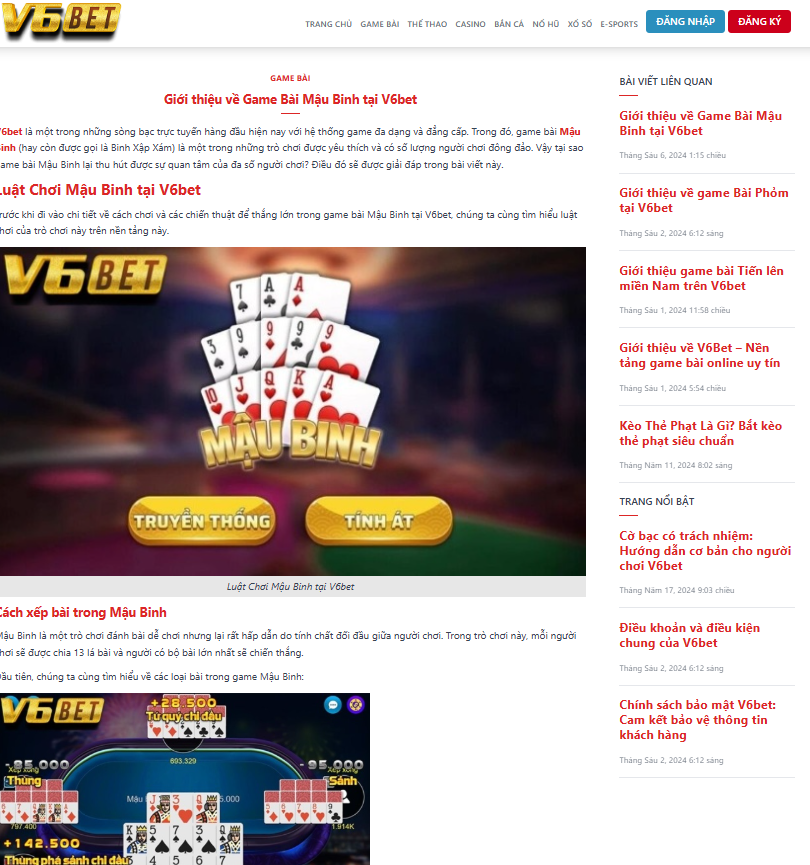 V6BET
TRANG CHỦ GAME BÀI THỂ THAO CASINO BẮN CÁ NỔ HŨ XỔ SỐ E-SPORTS ĐĂNG NHẬP ĐĂNG KÝ
GAME BÀI
Giới thiệu về Game Bài Mậu Binh tại V6bet
V6bet là một trong những sòng bạc trực tuyến hàng đầu hiện nay với hệ thống game đa dạng và đẳng cấp. Trong đó, game bài Mậu
Binh (hay còn được gọi là Binh Xập Xám) là một trong những trò chơi được yêu thích và có số lượng người chơi đông đảo. Vậy tại sao
game bài Mậu Binh lại thu hút được sự quan tâm của đa số người chơi? Điều đó sẽ được giải đáp trong bài viết này.
Luật Chơi Mậu Binh tại V6bet
Trước khi đi vào chi tiết về cách chơi và các chiến thuật để thắng lớn trong game bài Mậu Binh tại V6bet, chúng ta cùng tìm hiểu luật
chơi của trò chơi này trên nền tảng này.
V6BET
7 A A
3 9 9 9 9
10 J Q K A
MẬU BINH
TRUYỀN THỐNG TÍNH ÁT
Luật Chơi Mậu Binh tại V6bet
Cách xếp bài trong Mậu Binh
Mậu Binh là một trò chơi đánh bài dễ chơi nhưng lại rất hấp dẫn do tính chất đối đầu giữa người chơi. Trong trò chơi này, mỗi người
chơi sẽ được chia 13 lá bài và người có bộ bài lớn nhất sẽ chiến thắng.
Đầu tiên, chúng ta cùng tìm hiểu về các loại bài trong game Mậu Binh:
V6BET
+28.500
Tứ quý chi đầu
693.329
-95.000
Xếp xong
Thùng
-95.000
Xếp xong
Sảnh
Mậu 5.000
J 3 Q
797.400
1.914K
+142.500
K 5 7 3 Q
Thùng phá sảnh chi đầu
BÀI VIẾT LIÊN QUAN
Giới thiệu về Game Bài Mậu
Binh tại V6bet
Tháng Sáu 6, 2024 1:15 chiều
Giới thiệu về game Bài Phỏm
tại V6bet
Tháng Sáu 2, 2024 6:12 sáng
Giới thiệu game bài Tiến lên
miền Nam trên V6bet
Tháng Sáu 1, 2024 11:58 chiều
Giới thiệu về V6Bet – Nền
tảng game bài online uy tín
Tháng Sáu 1, 2024 5:54 chiều
Kèo Thẻ Phạt Là Gì? Bắt kèo
thẻ phạt siêu chuẩn
Tháng Năm 11, 2024 8:02 sáng
TRANG NỔI BẬT
Cờ bạc có trách nhiệm:
Hướng dẫn cơ bản cho người
chơi V6bet
Tháng Năm 17, 2024 9:03 chiều
Điều khoản và điều kiện
chung của V6bet
Tháng Sáu 2, 2024 6:12 sáng
Chính sách bảo mật V6bet:
Cam kết bảo vệ thông tin
khách hàng
Tháng Sáu 2, 2024 6:12 sáng